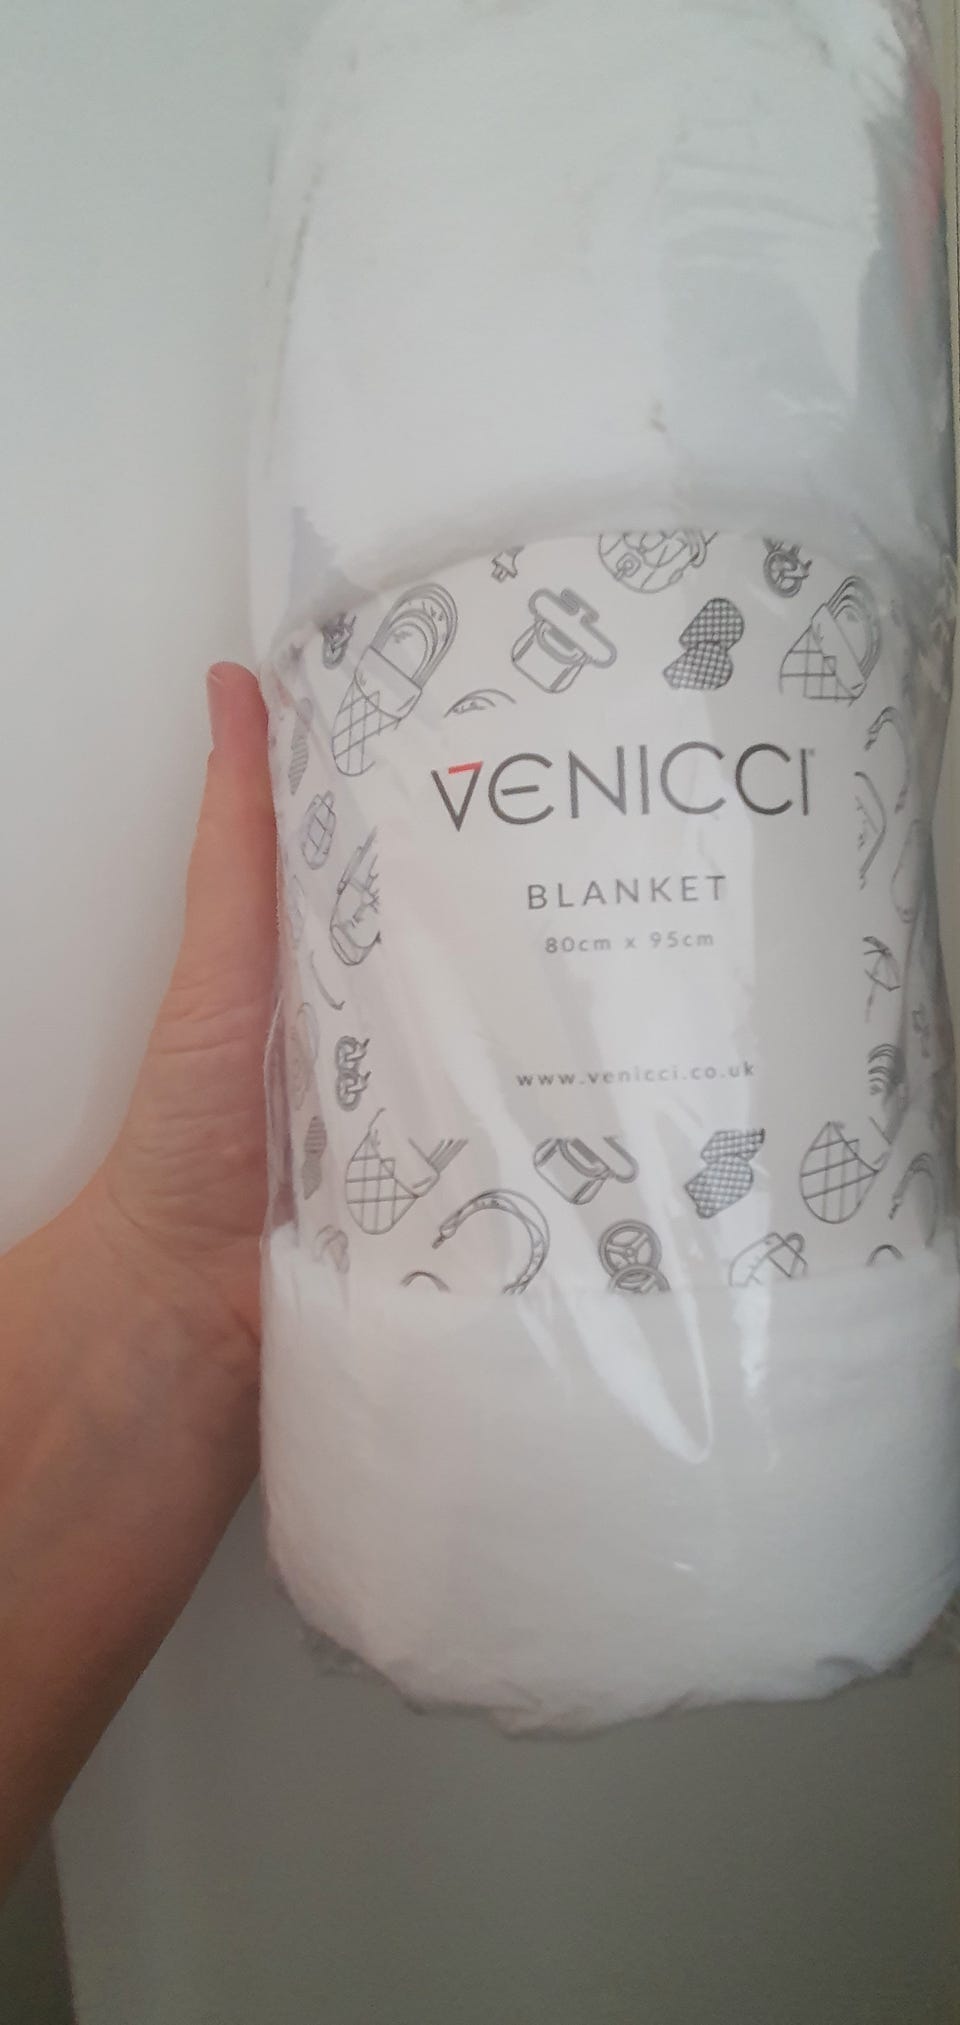 VENICCI®
BLANKET
80cm x 95cm
www.venicci.co.uk